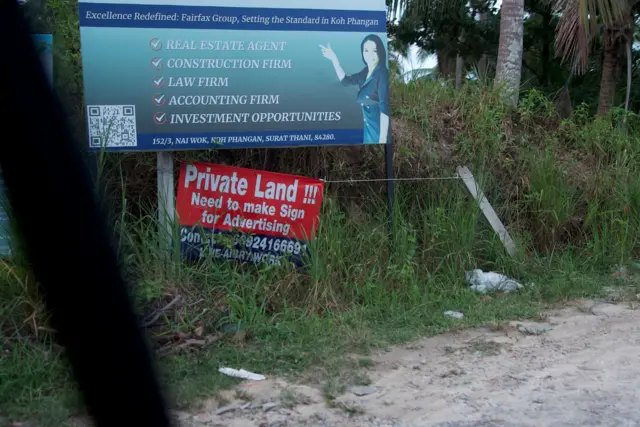 Excellence Redefined: Fairfax Group, Setting the Standard in Koh Phangan
REAL ESTATE AGENT
CONSTRUCTION FIRM
LAW FIRM
ACCOUNTING FIRM
INVESTMENT OPPORTUNITIES
152/3, NAI WOK, KOH PHANGAN, SURAT THANI, 84280.
Private Land !!!
Need to make Sign
for Advertising